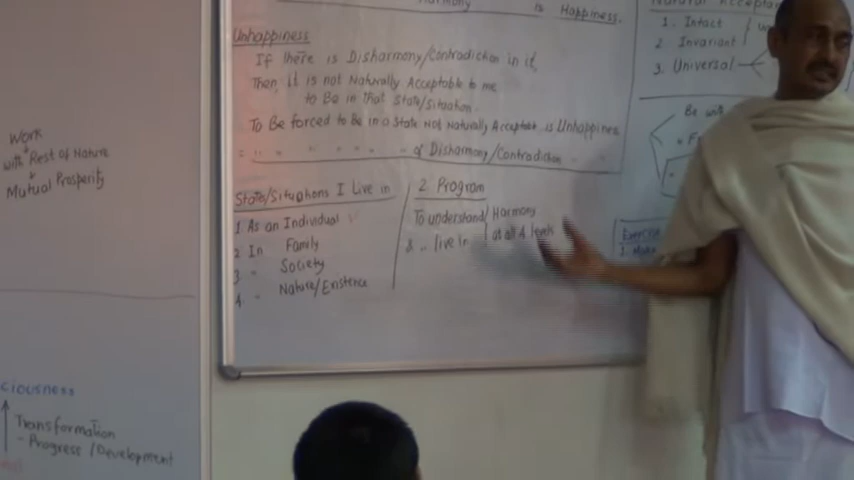 Work
with Rest of Nature
Mutual Prosperity
ciousness
Transformation
- Progress / Development
Harmony is Happiness.
Unhappiness
If there is Disharmony/Contradiction in it,
Then, it is not Naturally Acceptable to me
to Be in that State/Situation.
To Be forced to Be in a State Not Naturally Acceptable is Unhappiness
" " " " " " of Disharmony/Contradiction " "
State/Situations I Live in
1 As an Individual
2 In Family
3 " Society
4. " Nature/Existence
2. Program
To understand Harmony
& " live in at all 4 levels
Natural Acceptan
1. Intact
2 Invariant
3. Universal
Be with
Exercise
1. Make